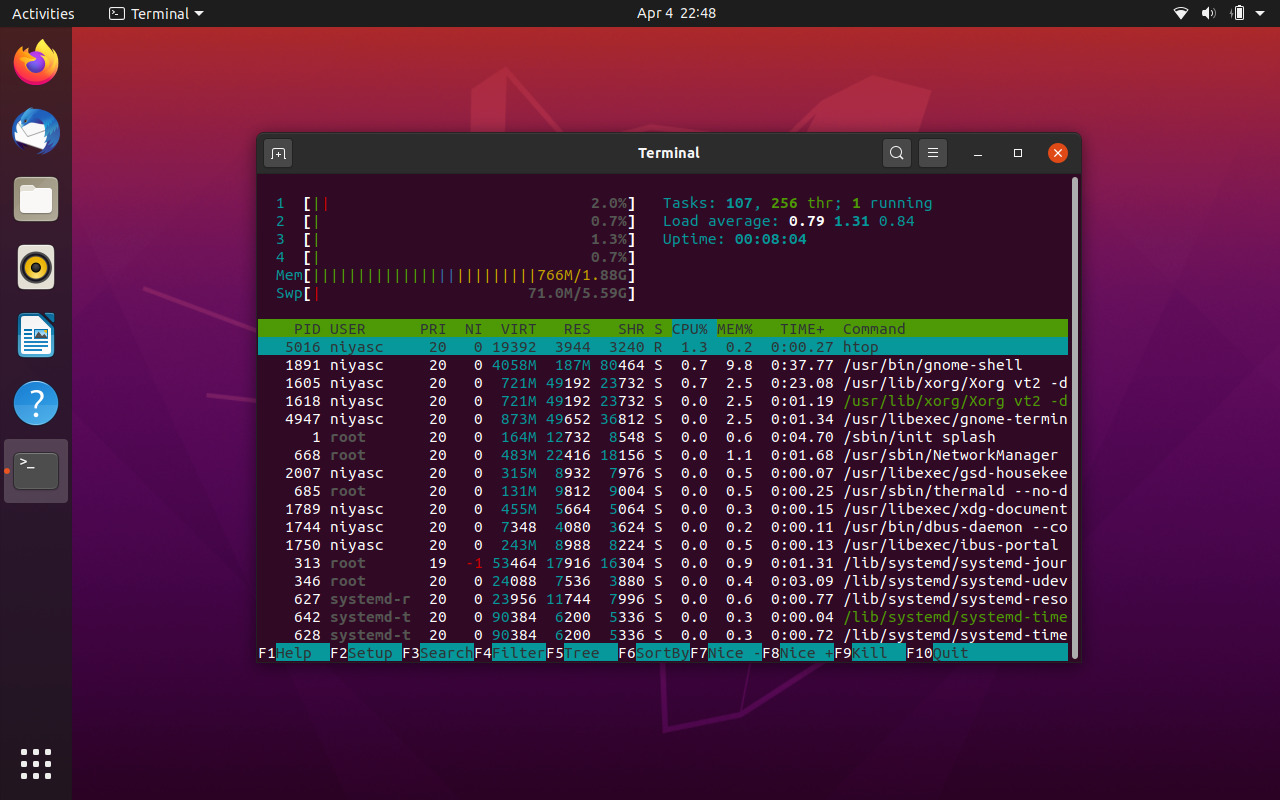 Activities Terminal Apr 4 22:48
Terminal
1 [|| 2.0%] Tasks: 107, 256 thr; 1 running
2 [| 0.7%] Load average: 0.79 1.31 0.84
3 [| 1.3%] Uptime: 00:08:04
4 [| 0.7%]
Mem[|||||||||||||||||||||||||766M/1.88G]
Swp[| 71.0M/5.59G]
PID USER PRI NI VIRT RES SHR S CPU% MEM% TIME+ Command
5016 niyasc 20 0 19392 3944 3240 R 1.3 0.2 0:00.27 htop
1891 niyasc 20 0 4058M 187M 80464 S 0.7 9.8 0:37.77 /usr/bin/gnome-shell
1605 niyasc 20 0 721M 49192 23732 S 0.7 2.5 0:23.08 /usr/lib/xorg/Xorg vt2 -d
1618 niyasc 20 0 721M 49192 23732 S 0.0 2.5 0:01.19 /usr/lib/xorg/Xorg vt2 -d
4947 niyasc 20 0 873M 49652 36812 S 0.0 2.5 0:01.34 /usr/libexec/gnome-termin
1 root 20 0 164M 12732 8548 S 0.0 0.6 0:04.70 /sbin/init splash
668 root 20 0 483M 22416 18156 S 0.0 1.1 0:01.68 /usr/sbin/NetworkManager
2007 niyasc 20 0 315M 8932 7976 S 0.0 0.5 0:00.07 /usr/libexec/gsd-housekee
685 root 20 0 131M 9812 9004 S 0.0 0.5 0:00.25 /usr/sbin/thermald --no-d
1789 niyasc 20 0 455M 5664 5064 S 0.0 0.3 0:00.15 /usr/libexec/xdg-document
1744 niyasc 20 0 7348 4080 3624 S 0.0 0.2 0:00.11 /usr/bin/dbus-daemon --co
1750 niyasc 20 0 243M 8988 8224 S 0.0 0.5 0:00.13 /usr/libexec/ibus-portal
313 root 19 -1 53464 17916 16304 S 0.0 0.9 0:01.31 /lib/systemd/systemd-jour
346 root 20 0 24088 7536 3880 S 0.0 0.4 0:03.09 /lib/systemd/systemd-udev
627 systemd-r 20 0 23956 11744 7996 S 0.0 0.6 0:00.77 /lib/systemd/systemd-reso
642 systemd-t 20 0 90384 6200 5336 S 0.0 0.3 0:00.04 /lib/systemd/systemd-time
628 systemd-t 20 0 90384 6200 5336 S 0.0 0.3 0:00.72 /lib/systemd/systemd-time
F1Help F2Setup F3SearchF4FilterF5Tree F6SortByF7Nice -F8Nice +F9Kill F10Quit